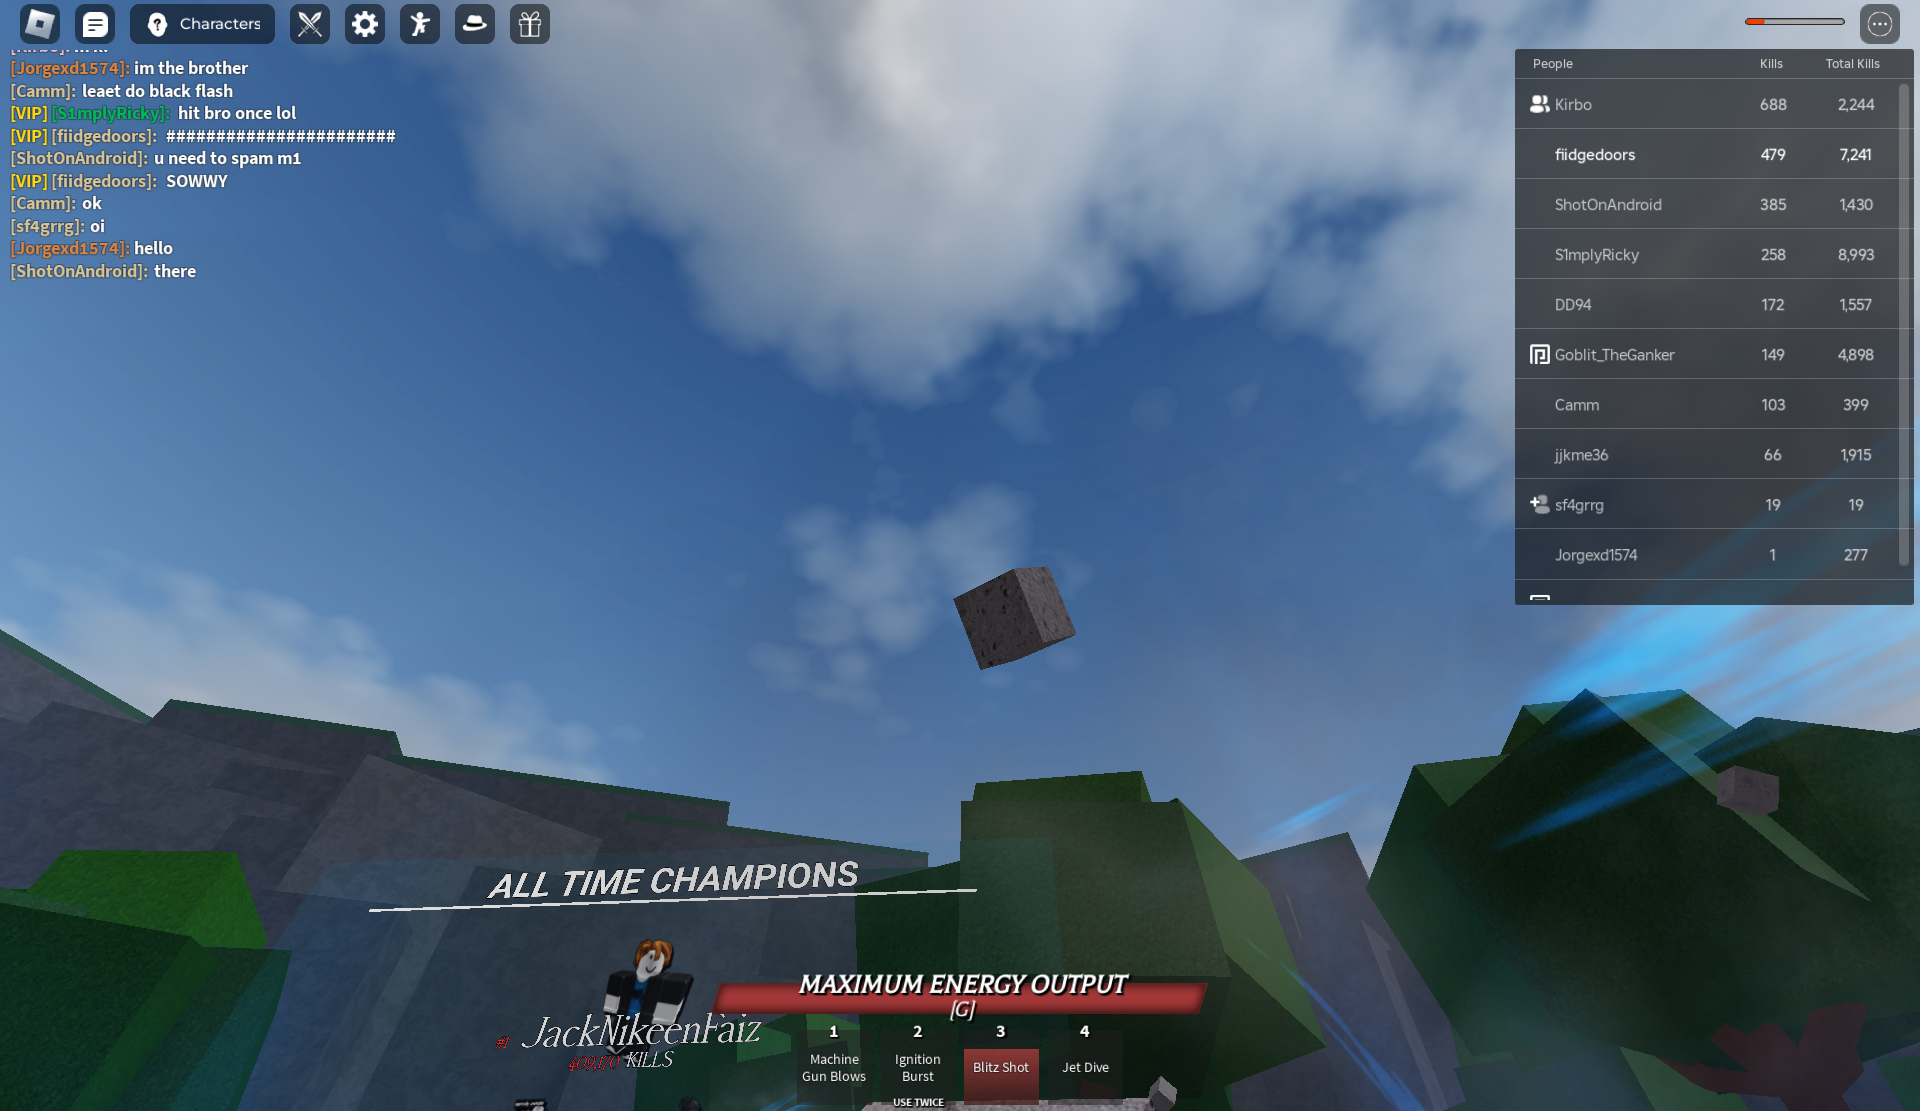 Characters
[Jorgexd1574]: im the brother
[Camm]: leaet do black flash
[VIP] [S1mplyRicky]: hit bro once lol
[VIP] [fiidgedoors]: #######################
[ShotOnAndroid]: u need to spam m1
[VIP] [fiidgedoors]: SOWWY
[Camm]: ok
[sf4grrg]: oi
[Jorgexd1574]: hello
[ShotOnAndroid]: there
People Kills Total Kills
Kirbo 688 2,244
fiidgedoors 479 7,241
ShotOnAndroid 385 1,430
S1mplyRicky 258 8,993
DD94 172 1,557
Goblit_TheGanker 149 4,898
Camm 103 399
jjkme36 66 1,915
sf4grrg 19 19
Jorgexd1574 1 277
ALL TIME CHAMPIONS
#1 JackNikeenFaiz
409,170 KILLS
MAXIMUM ENERGY OUTPUT
[G]
1 2 3 4
Machine Gun Blows
Ignition Burst
Blitz Shot
Jet Dive
USE TWICE